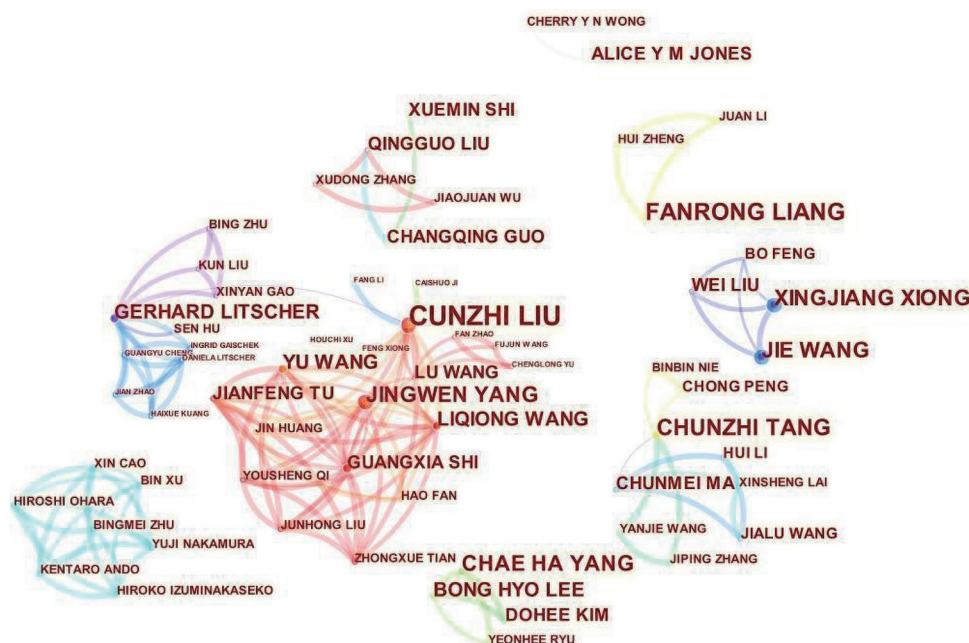 CHERRY Y N WONG
ALICE Y M JONES
XUEMIN SHI
JUAN LI
HUI ZHENG
QINGGUO LIU
XUDONG ZHANG
JIAOJUAN WU
FANRONG LIANG
BING ZHU
CHANGQING GUO
BO FENG
KUN LIU
FANG LI
CAISHUO JI
WEI LIU
XINYAN GAO
XINGJIANG XIONG
GERHARD LITSCHER
CUNZHI LIU
SEN HU
FAN ZHAO
HOUCHI XU
FUJUN WANG
INGRID GAISCHEK
FENG XIONG
JIE WANG
GUANGYU CHENG
DANIELA LITSCHER
YU WANG
LU WANG
CHENGLONG YU
BINBIN NIE
CHONG PENG
JIAN ZHAO
JIANFENG TU
JINGWEN YANG
HAIXUE KUANG
LIQIONG WANG
CHUNZHI TANG
JIN HUANG
HUI LI
XIN CAO
GUANGXIA SHI
BIN XU
YOUSHENG QI
CHUNMEI MA
XINSHENG LAI
HIROSHI OHARA
HAO FAN
BINGMEI ZHU
JUNHONG LIU
YANJIE WANG
JIALU WANG
YUJI NAKAMURA
ZHONGXUE TIAN
JIPING ZHANG
KENTARO ANDO
CHAE HA YANG
HIROKO IZUMINAKASEKO
BONG HYO LEE
DOHEE KIM
YEONHEE RYU